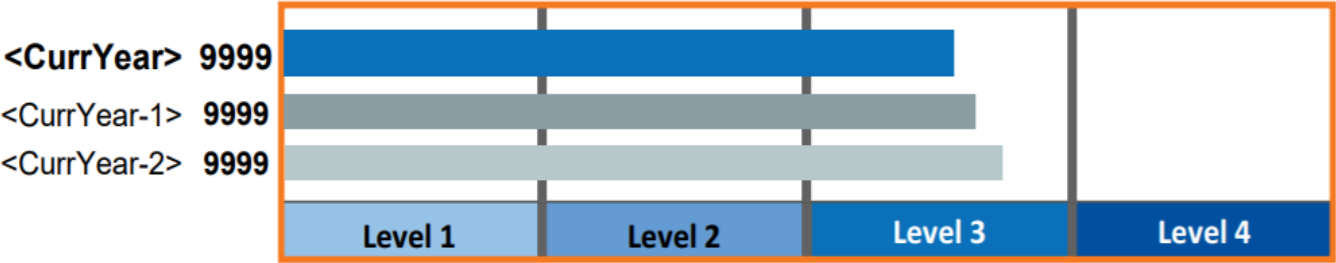 <CurrYear> 9999
<CurrYear-1> 9999
<CurrYear-2> 9999
Level 1 Level 2 Level 3 Level 4